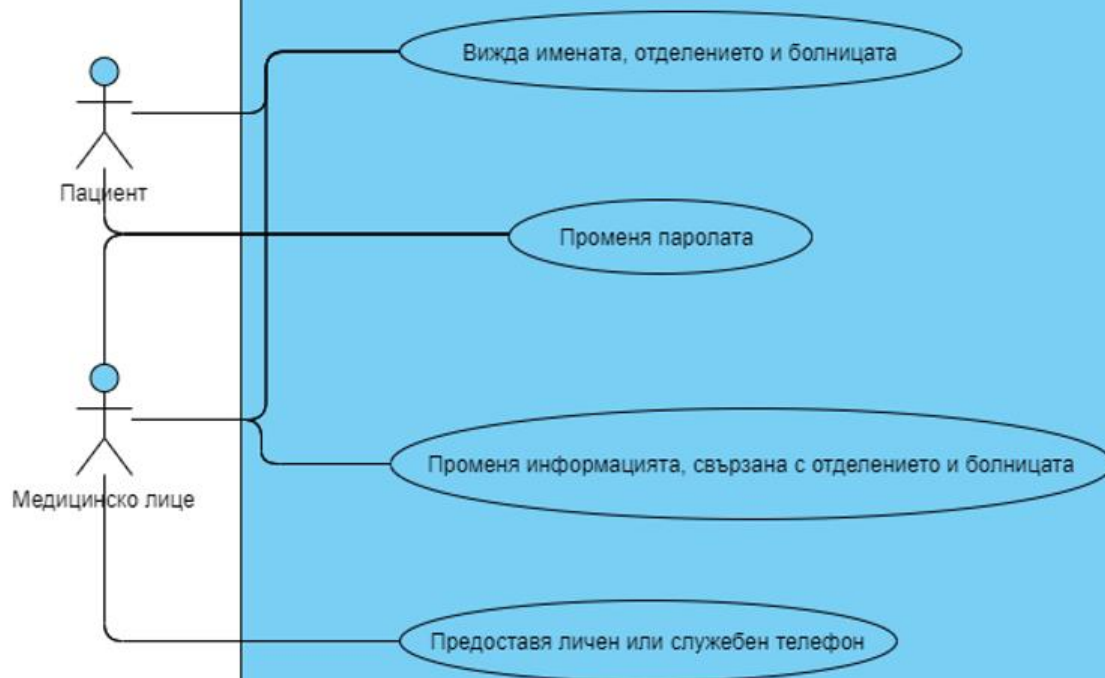 Вижда имената, отделението и болницата
Пациент
Променя паролата
Променя информацията, свързана с отделението и болницата
Медицинско лице
Предоставя личен или служебен телефон